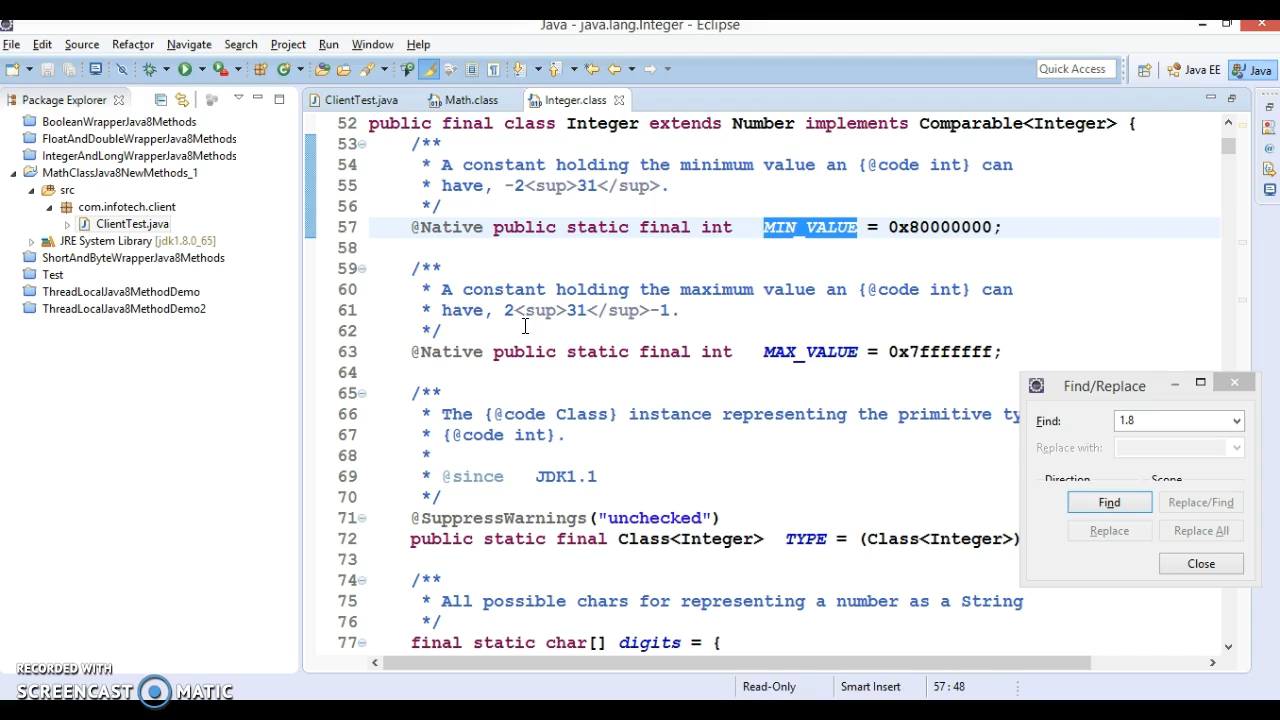 Java - java.lang.Integer - Eclipse
File Edit Source Refactor Navigate Search Project Run Window Help
Quick Access
Java EE
Java
Package Explorer
BooleanWrapperJava8Methods
FloatAndDoubleWrapperJava8Methods
IntegerAndLongWrapperJava8Methods
MathClassJava8NewMethods_1
src
com.infotech.client
ClientTest.java
JRE System Library [jdk1.8.0_65]
ShortAndByteWrapperJava8Methods
Test
ThreadLocalJava8MethodDemo
ThreadLocalJava8MethodDemo2
ClientTest.java Math.class Integer.class
52 public final class Integer extends Number implements Comparable<Integer> {
53 /**
54 * A constant holding the minimum value an {@code int} can
55 * have, -2<sup>31</sup>.
56 */
57 @Native public static final int MIN_VALUE = 0x80000000;
58
59 /**
60 * A constant holding the maximum value an {@code int} can
61 * have, 2<sup>31</sup>-1.
62 */
63 @Native public static final int MAX_VALUE = 0x7fffffff;
64
65 /**
66 * The {@code Class} instance representing the primitive ty
67 * {@code int}.
68 *
69 * @since JDK1.1
70 */
71 @SuppressWarnings("unchecked")
72 public static final Class<Integer> TYPE = (Class<Integer>)
73
74 /**
75 * All possible chars for representing a number as a String
76 */
77 final static char[] digits = {
Find/Replace
Find: 1.8
Replace with:
Direction Scope
Find Replace/Find
Replace Replace All
Close
Read-Only Smart Insert 57 : 48
RECORDED WITH
SCREENCAST MATIC